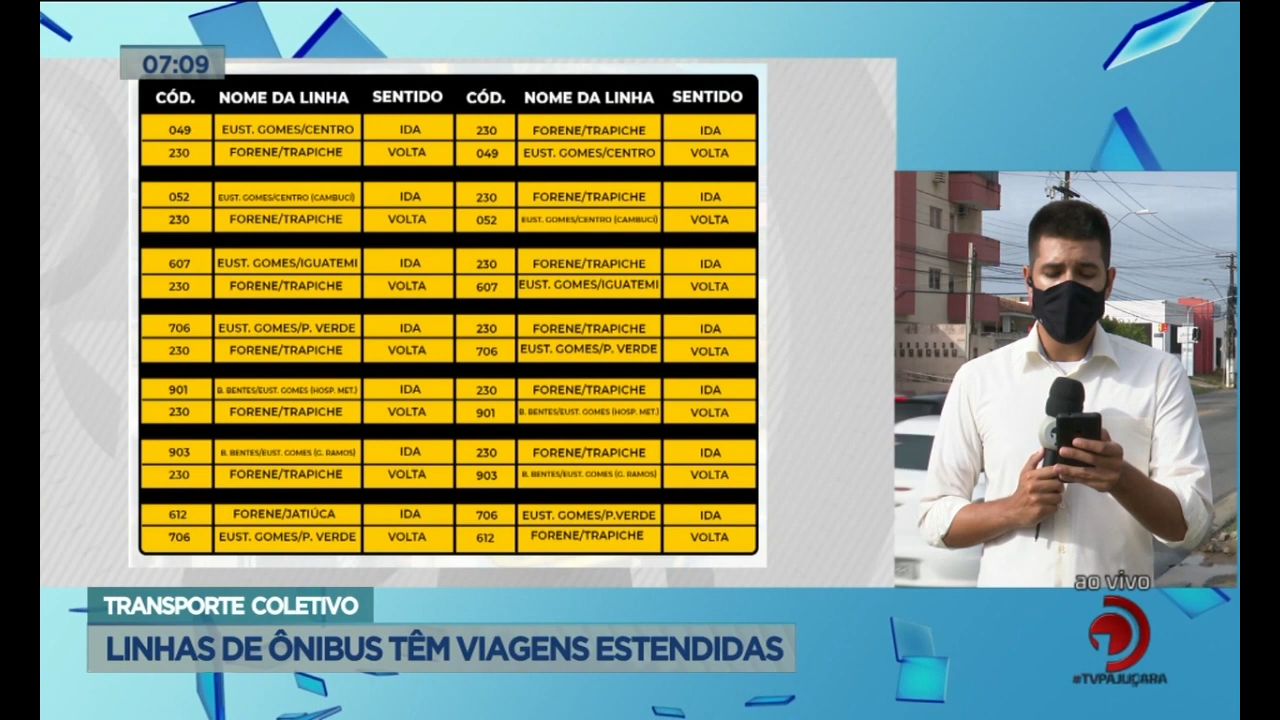 07:09
CÓD. NOME DA LINHA SENTIDO CÓD. NOME DA LINHA SENTIDO
049 EUST. GOMES/CENTRO IDA 230 FORENE/TRAPICHE IDA
230 FORENE/TRAPICHE VOLTA 049 EUST. GOMES/CENTRO VOLTA
052 EUST. GOMES/CENTRO (CAMBUCÍ) IDA 230 FORENE/TRAPICHE IDA
230 FORENE/TRAPICHE VOLTA 052 EUST. GOMES/CENTRO (CAMBUCÍ) VOLTA
607 EUST. GOMES/IGUATEMI IDA 230 FORENE/TRAPICHE IDA
230 FORENE/TRAPICHE VOLTA 607 EUST. GOMES/IGUATEMI VOLTA
706 EUST. GOMES/P. VERDE IDA 230 FORENE/TRAPICHE IDA
230 FORENE/TRAPICHE VOLTA 706 EUST. GOMES/P. VERDE VOLTA
901 B. BENTES/EUST. GOMES (HOSP. MET.) IDA 230 FORENE/TRAPICHE IDA
230 FORENE/TRAPICHE VOLTA 901 B. BENTES/EUST. GOMES (HOSP. MET.) VOLTA
903 B. BENTES/EUST. GOMES (G. RAMOS) IDA 230 FORENE/TRAPICHE IDA
230 FORENE/TRAPICHE VOLTA 903 B. BENTES/EUST. GOMES (G. RAMOS) VOLTA
612 FORENE/JATIÚCA IDA 706 EUST. GOMES/P.VERDE IDA
706 EUST. GOMES/P. VERDE VOLTA 612 FORENE/TRAPICHE VOLTA
ao vivo
TRANSPORTE COLETIVO
LINHAS DE ÔNIBUS TÊM VIAGENS ESTENDIDAS
#TVPAJUÇARA